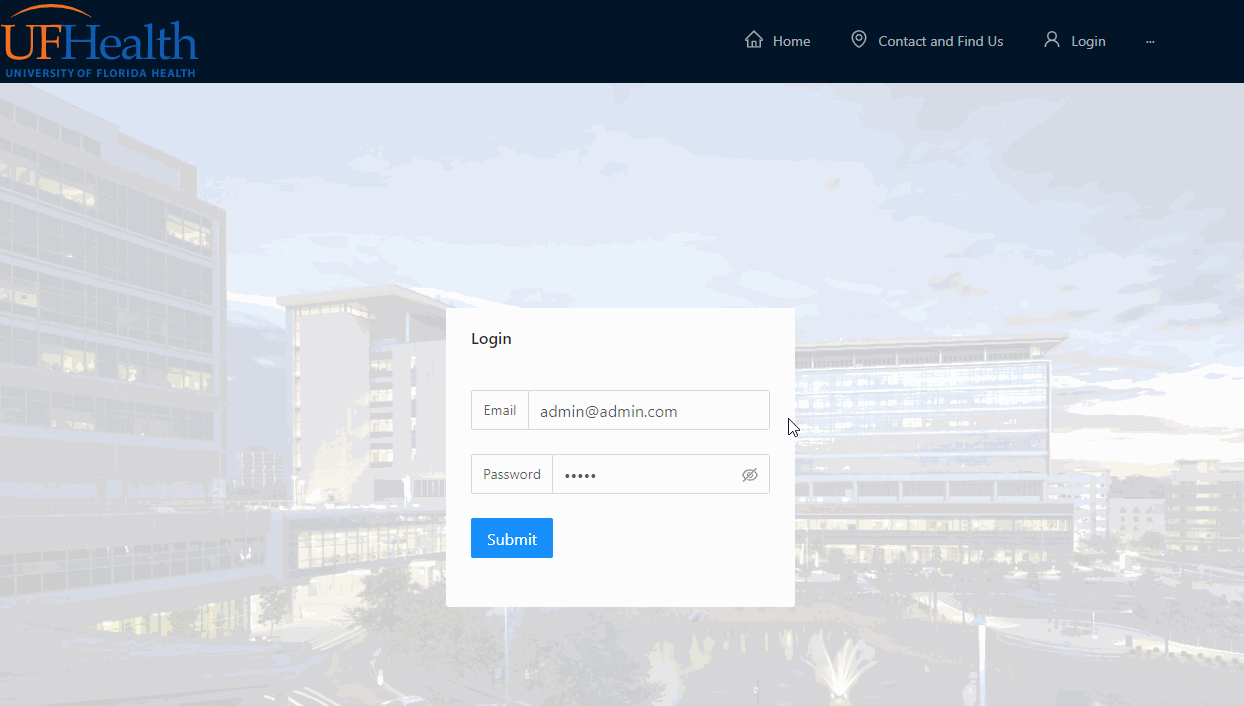 UFHealth
UNIVERSITY OF FLORIDA HEALTH
Home
Contact and Find Us
Login
···
Login
Email
admin@admin.com
Password
•••••
Submit